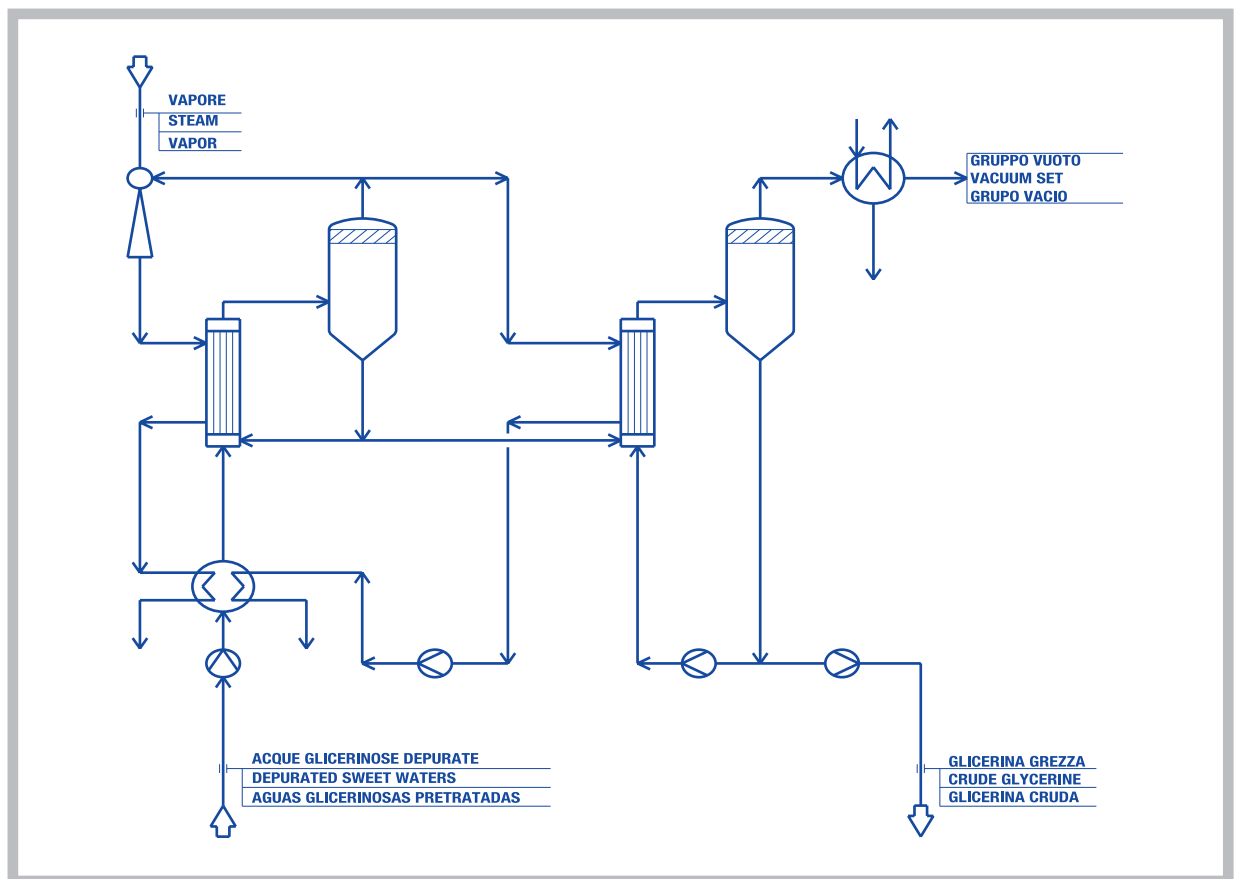 VAPORE
STEAM
VAPOR
GRUPPO VUOTO
VACUUM SET
GRUPO VACIO
ACQUE GLICERINOSE DEPURATE
DEPURATED SWEET WATERS
AGUAS GLICERINOSAS PRETRATADAS
GLICERINA GREZZA
CRUDE GLYCERINE
GLICERINA CRUDA